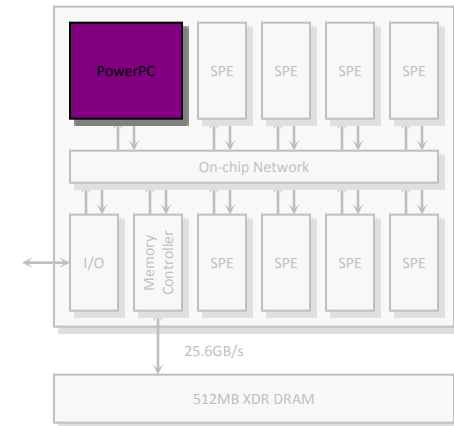 PowerPC
SPE
SPE
SPE
SPE
On-chip Network
I/O
Memory
Controller
SPE
SPE
SPE
SPE
25.6GB/s
512MB XDR DRAM